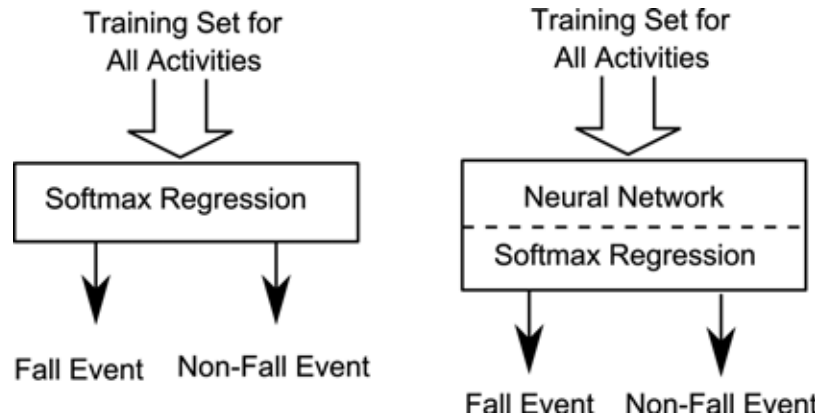 Training Set for
All Activities
Softmax Regression
Fall Event
Non-Fall Event
Training Set for
All Activities
Neural Network
Softmax Regression
Fall Event
Non-Fall Event